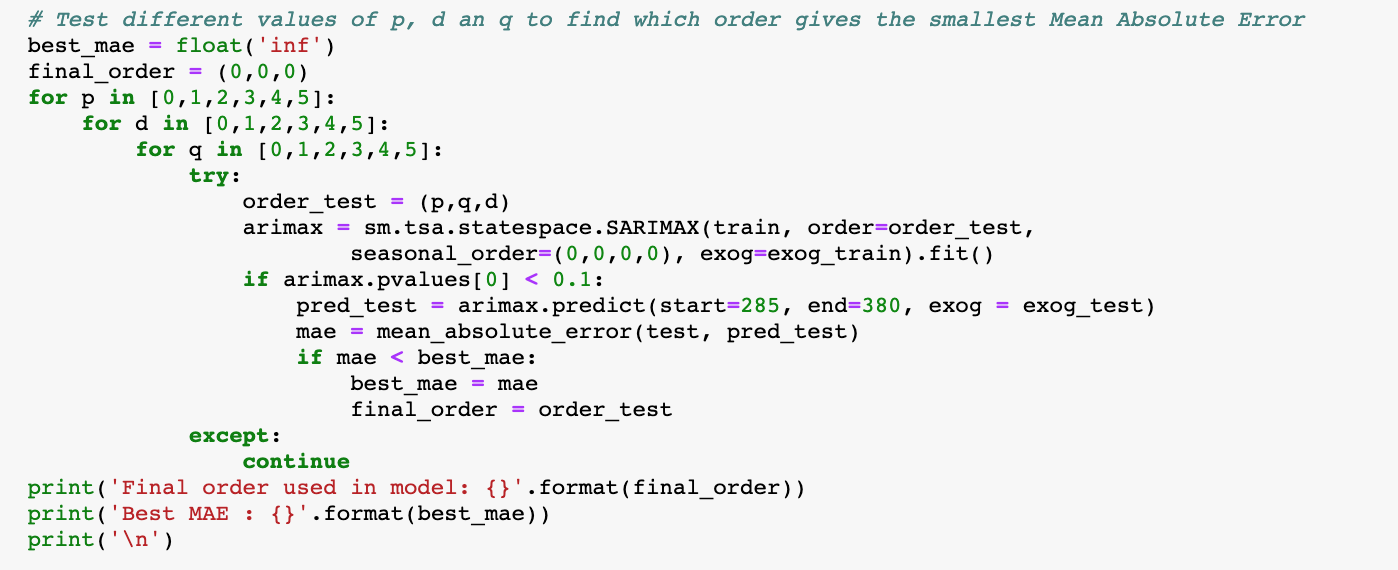 # Test different values of p, d an q to find which order gives the smallest Mean Absolute Error
best_mae = float('inf')
final_order = (0,0,0)
for p in [0,1,2,3,4,5]:
    for d in [0,1,2,3,4,5]:
        for q in [0,1,2,3,4,5]:
            try:
                order_test = (p,q,d)
                arimax = sm.tsa.statespace.SARIMAX(train, order=order_test,
                        seasonal_order=(0,0,0,0), exog=exog_train).fit()
                if arimax.pvalues[0] < 0.1:
                    pred_test = arimax.predict(start=285, end=380, exog = exog_test)
                    mae = mean_absolute_error(test, pred_test)
                    if mae < best_mae:
                        best_mae = mae
                        final_order = order_test
            except:
                continue
print('Final order used in model: {}'.format(final_order))
print('Best MAE : {}'.format(best_mae))
print('\n')